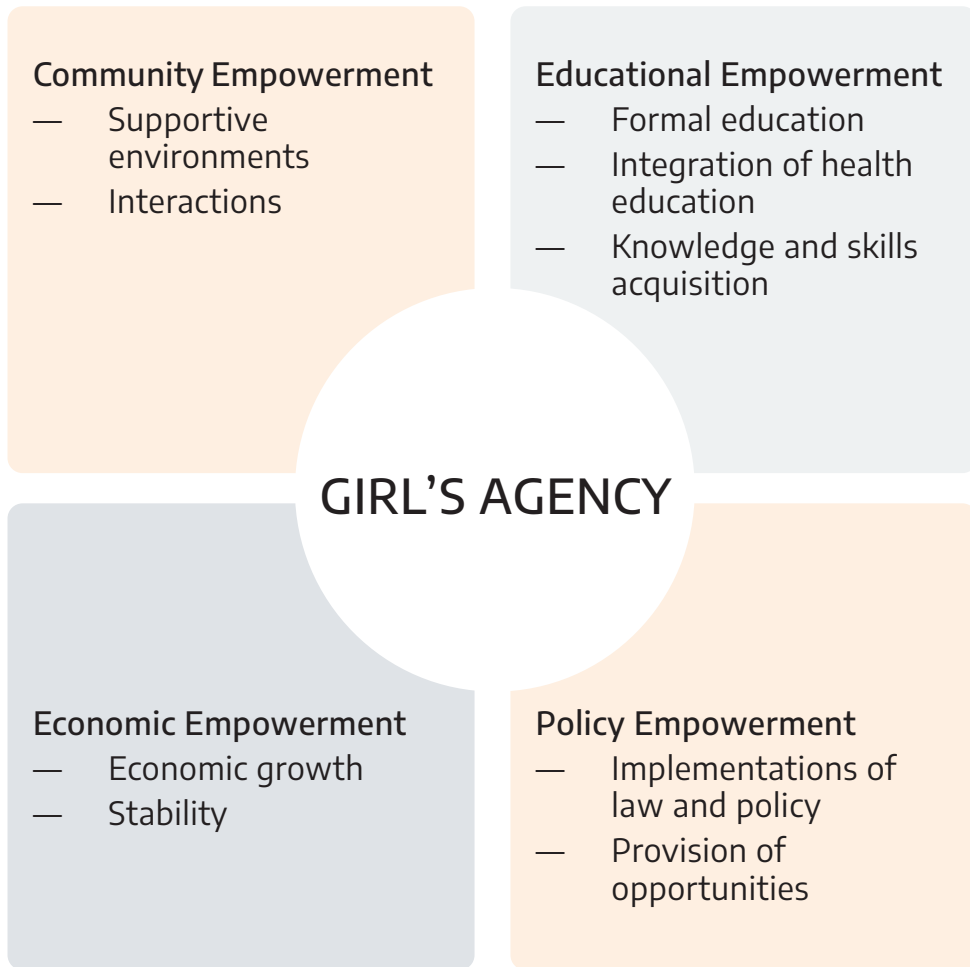 Community Empowerment
— Supportive
environments
— Interactions
Educational Empowerment
— Formal education
— Integration of health
education
— Knowledge and skills
acquisition
GIRL’S AGENCY
Economic Empowerment
— Economic growth
— Stability
Policy Empowerment
— Implementations of
law and policy
— Provision of
opportunities